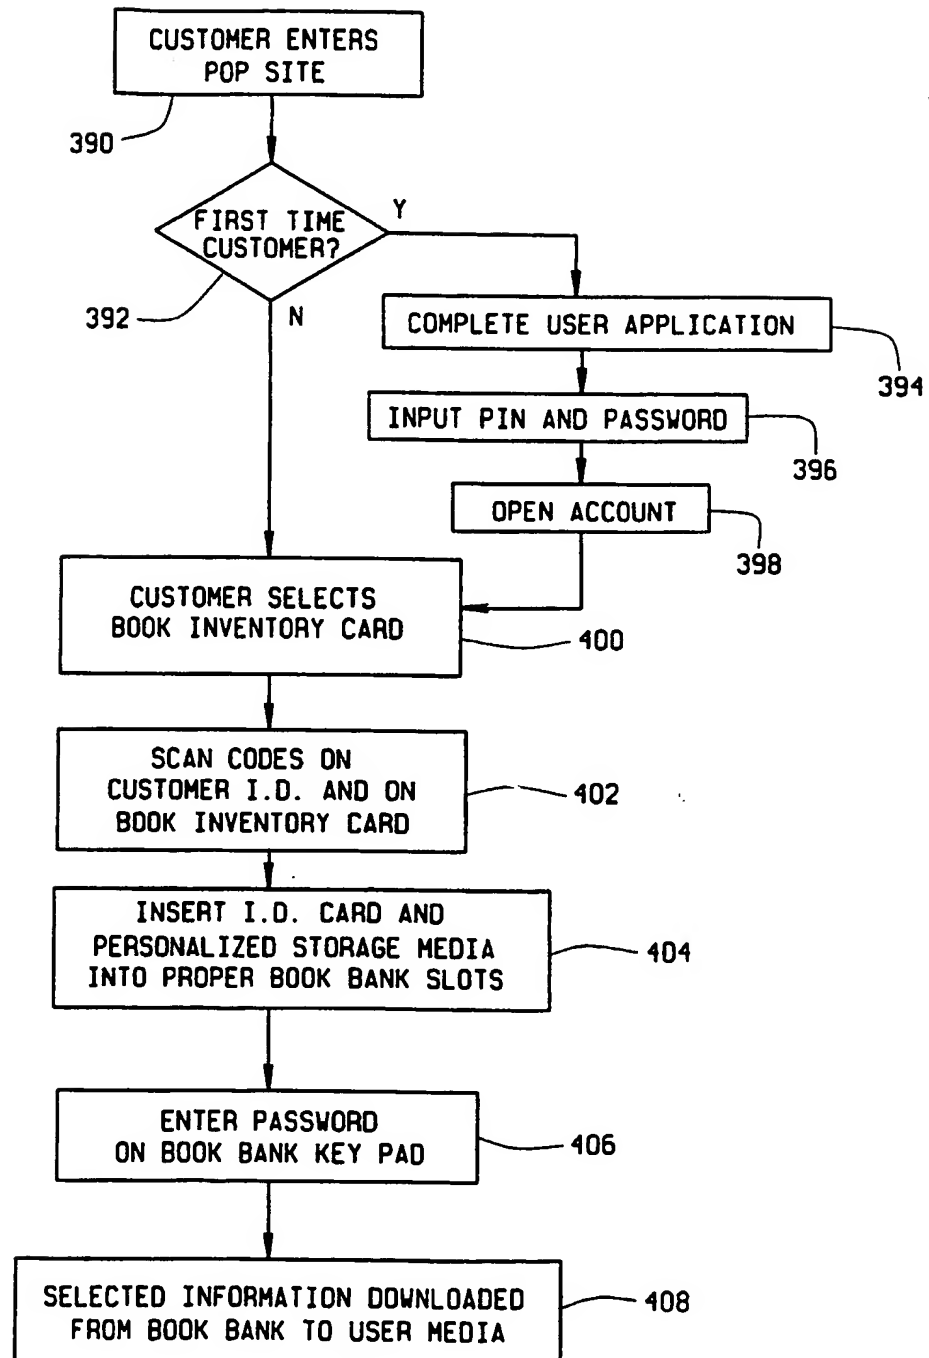 CUSTOMER ENTERS
POP SITE
390
FIRST TIME
CUSTOMER?
Y
392
N
COMPLETE USER APPLICATION
394
INPUT PIN AND PASSWORD
396
OPEN ACCOUNT
398
CUSTOMER SELECTS
BOOK INVENTORY CARD
400
SCAN CODES ON
CUSTOMER I.D. AND ON
BOOK INVENTORY CARD
402
INSERT I.D. CARD AND
PERSONALIZED STORAGE MEDIA
INTO PROPER BOOK BANK SLOTS
404
ENTER PASSWORD
ON BOOK BANK KEY PAD
406
SELECTED INFORMATION DOWNLOADED
FROM BOOK BANK TO USER MEDIA
408